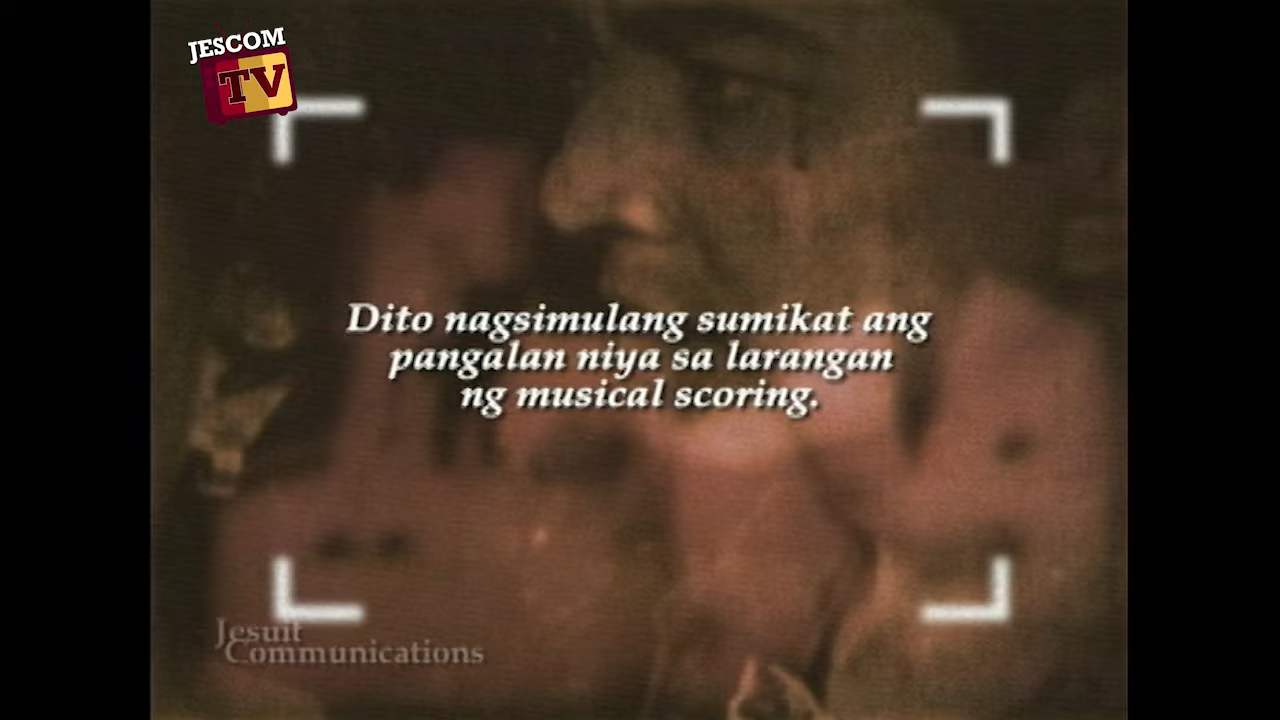 JESCOM
TV
Dito nagsimulang sumikat ang
pangalan niya sa larangan
ng musical scoring.
Jesuit
Communications